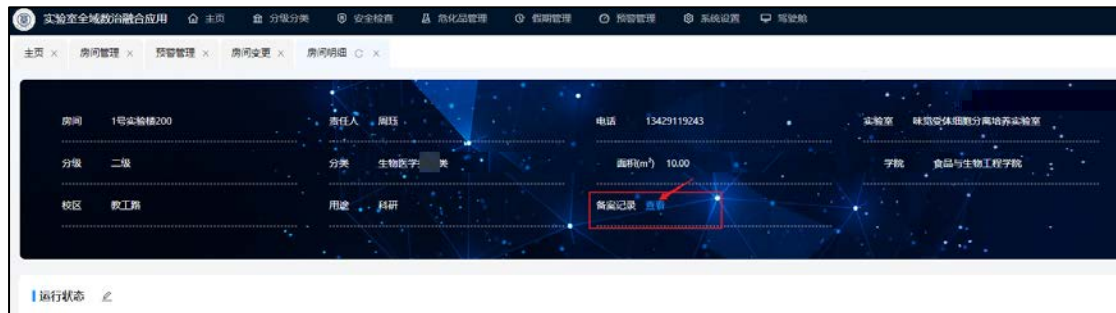 实验室全域数治融合应用 主页 分级分类 安全检查 危化品管理 假期管理 预警管理 系统设置 驾驶舱
主页 × 房间管理 × 预警管理 × 房间变更 × 房间明细 ×
房间 1号实验楼200 责任人 周珏 电话 13429119243 实验室 味觉受体细胞分离培养实验室
分级 二级 分类 生物医学 类 面积(m²) 10.00 学院 食品与生物工程学院
校区 教工路 用途 科研 备案记录 查看
运行状态